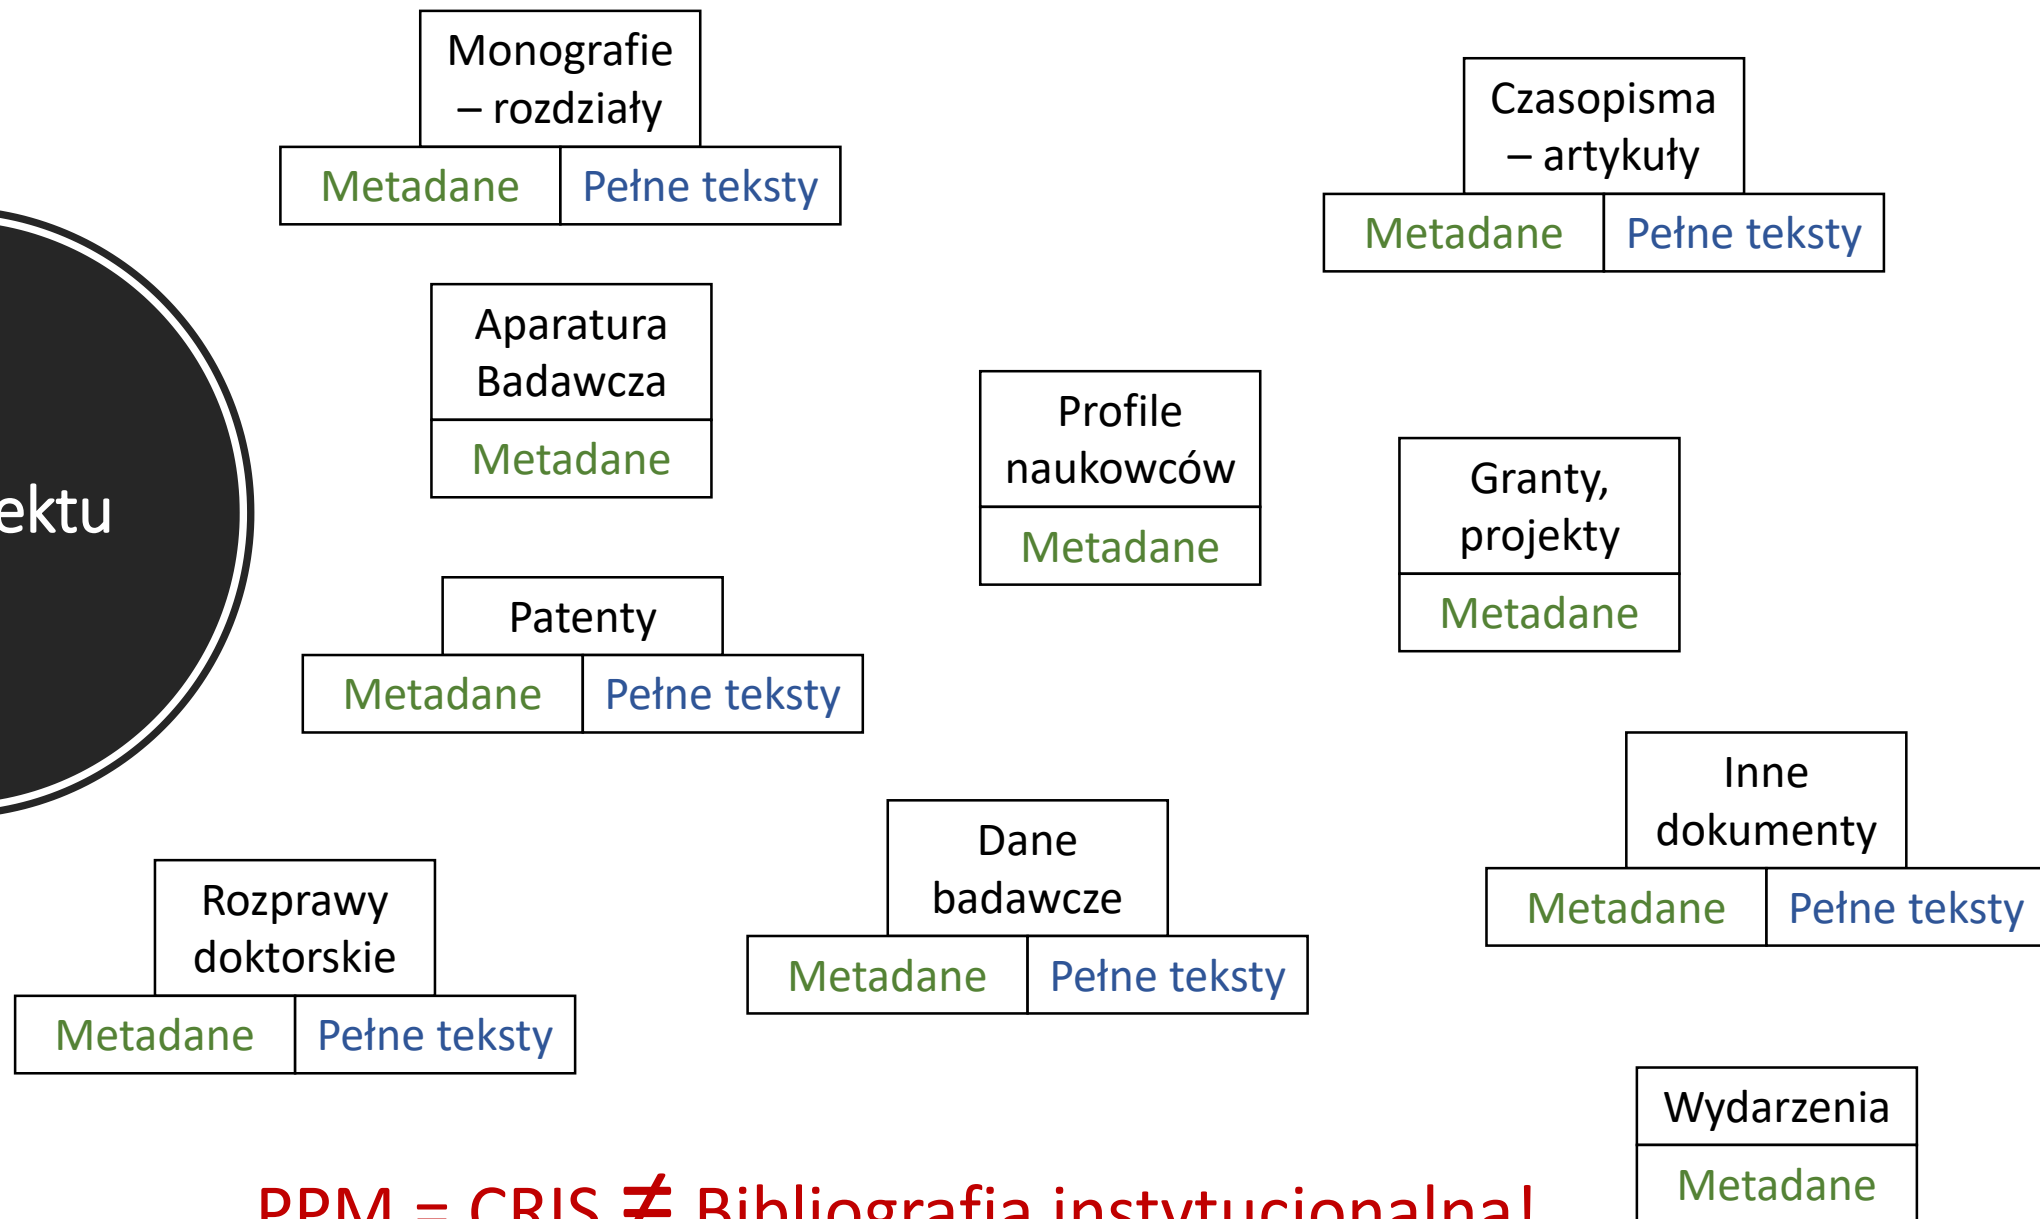 Monografie
– rozdziały
Metadane Pełne teksty
Czasopisma
– artykuły
Metadane Pełne teksty
Aparatura
Badawcza
Metadane
Profile
naukowców
Metadane
Granty,
projekty
Metadane
ektu
Patenty
Metadane Pełne teksty
Inne
dokumenty
Metadane Pełne teksty
Dane
badawcze
Metadane Pełne teksty
Rozprawy
doktorskie
Metadane Pełne teksty
Wydarzenia
Metadane
PPM = CRIS ≠ Bibliografia instytucjonalna!